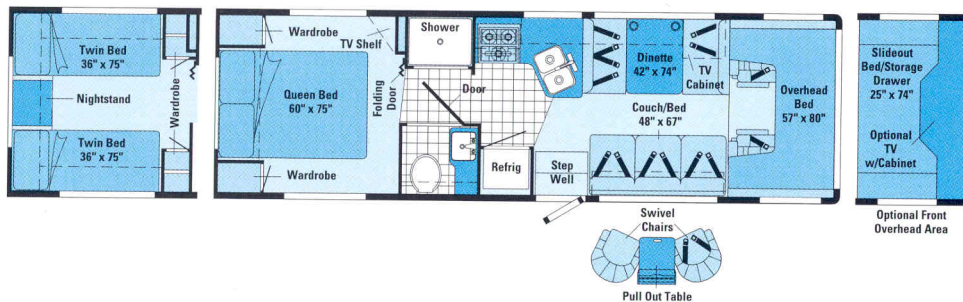 Twin Bed
36" x 75"
Nightstand
Wardrobe
Twin Bed
36" x 75"
Wardrobe
TV Shelf
Queen Bed
60" x 75"
Wardrobe
Folding
Door
Shower
Door
Refrig
Step
Well
Dinette
42" x 74"
TV
Cabinet
Couch/Bed
48" x 67"
Overhead
Bed
57" x 80"
Swivel
Chairs
Pull Out Table
Slideout
Bed/Storage
Drawer
25" x 74"
Optional
TV
w/Cabinet
Optional Front
Overhead Area